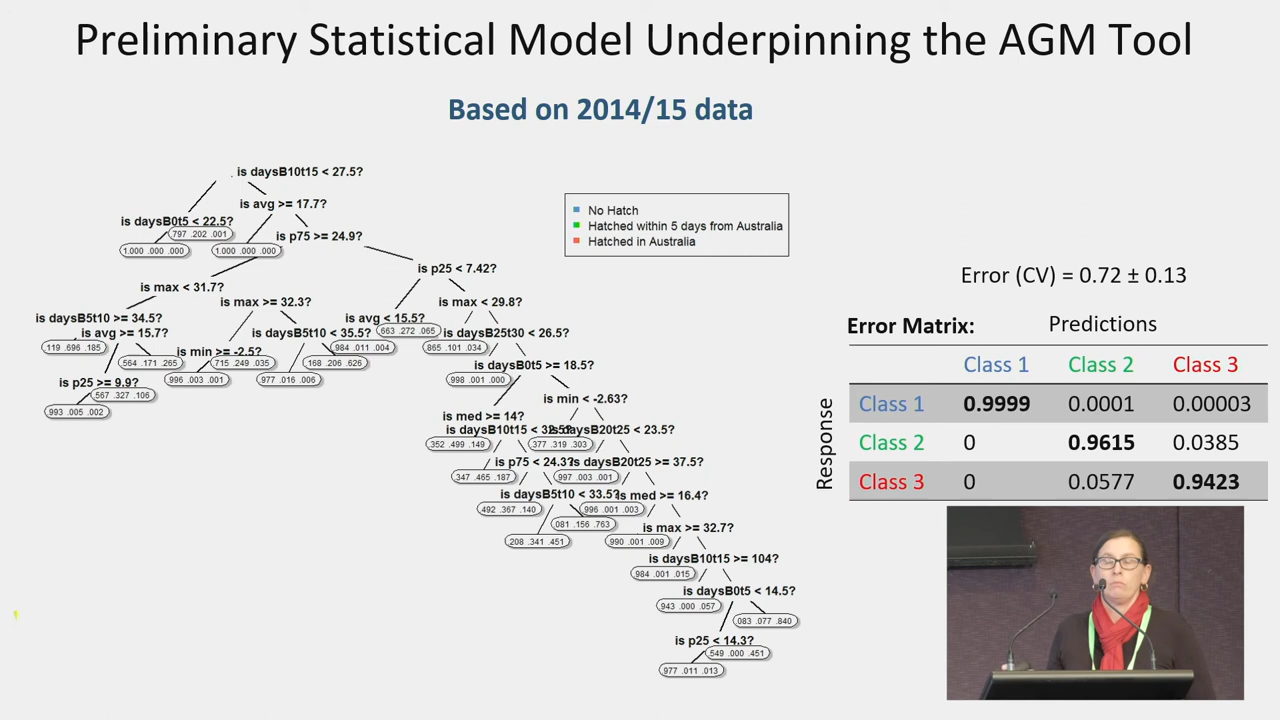 Preliminary Statistical Model Underpinning the AGM Tool
Based on 2014/15 data
is daysB10t15 < 27.5?
is avg >= 17.7?
is daysB0t5 < 22.5?
797 .202 .001
is p75 >= 24.9?
1.000 .000 .000
1.000 .000 .000
is p25 < 7.42?
is max < 31.7?
is max >= 32.3?
is max < 29.8?
is daysB5t10 >= 34.5?
is avg < 15.5?
663 .272 .065
is avg >= 15.7?
is daysB5t10 < 35.5?
is daysB25t30 < 26.5?
119 .696 .185
984 .011 .004
865 .101 .034
is min >= -2.5?
564 .171 .265
715 .249 .035
168 .206 .626
is daysB0t5 >= 18.5?
996 .003 .001
977 .016 .006
998 .001 .000
is p25 >= 9.9?
567 .327 .106
is min < -2.63?
993 .005 .002
is med >= 14?
is daysB10t15 < 32.5?
is daysB20t25 < 23.5?
352 .499 .149
377 .319 .303
is p75 < 24.3?
is daysB20t25 >= 37.5?
347 .465 .187
997 .003 .001
is daysB5t10 < 33.5?
is med >= 16.4?
492 .367 .140
996 .001 .003
081 .156 .763
is max >= 32.7?
208 .341 .451
990 .001 .009
is daysB10t15 >= 104?
984 .001 .015
is daysB0t5 < 14.5?
943 .000 .057
083 .077 .840
is p25 < 14.3?
549 .000 .451
977 .011 .013
No Hatch
Hatched within 5 days from Australia
Hatched in Australia
Error (CV) = 0.72 ± 0.13
Error Matrix: Predictions
Class 1 Class 2 Class 3
Response
Class 1 0.9999 0.0001 0.00003
Class 2 0 0.9615 0.0385
Class 3 0 0.0577 0.9423